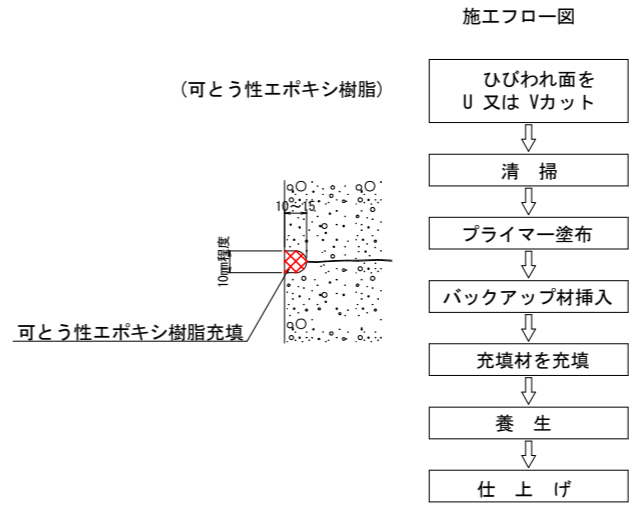 施工フロー図
(可とう性エポキシ樹脂)
10～15
10㎜程度
可とう性エポキシ樹脂充填
ひびわれ面を
U 又は Vカット
清 掃
プライマー塗布
バックアップ材挿入
充填材を充填
養 生
仕 上 げ